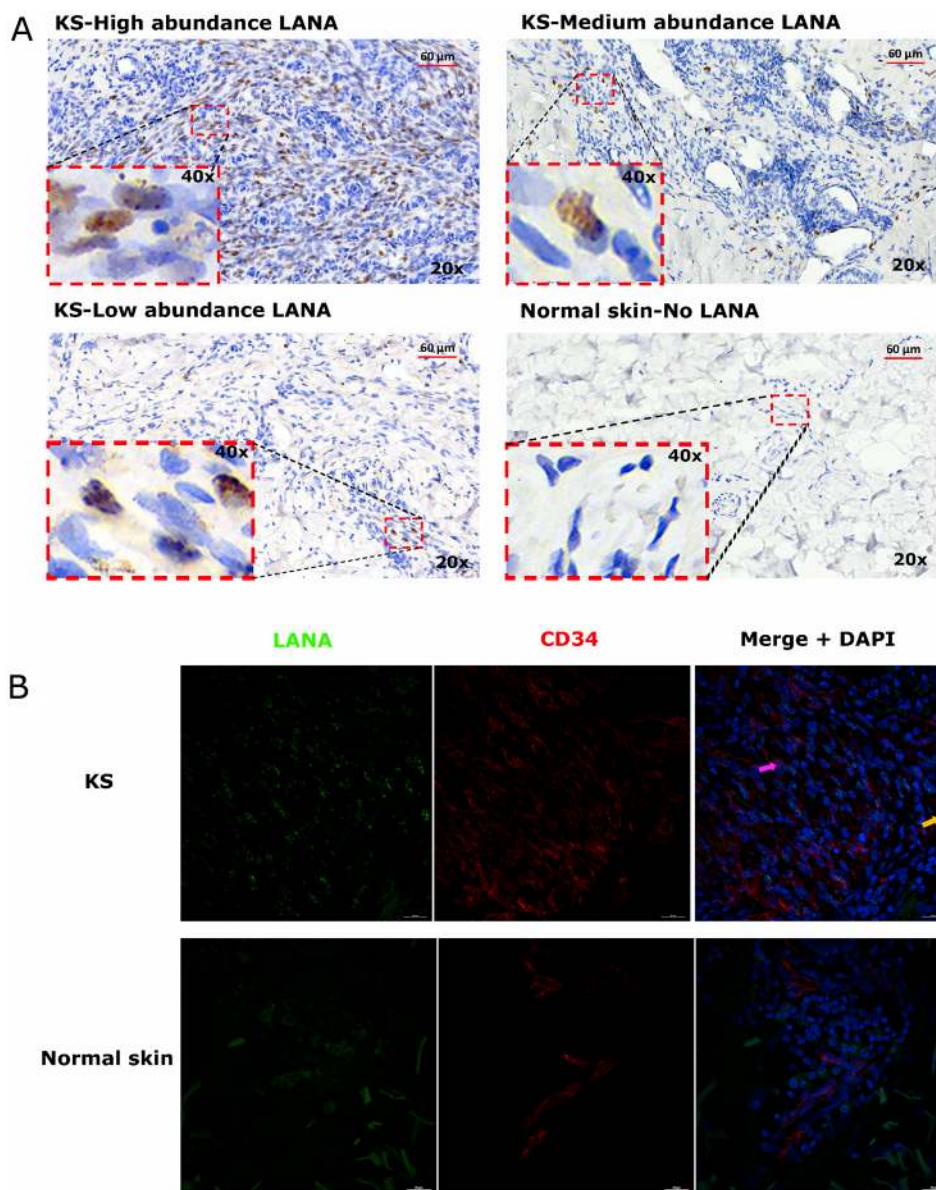 A
KS-High abundance LANA
KS-Medium abundance LANA
60 µm
60 µm
40x
40x
20x
20x
KS-Low abundance LANA
Normal skin-No LANA
60 µm
60 µm
40x
40x
20x
20x
LANA
CD34
Merge + DAPI
B
KS
Normal skin